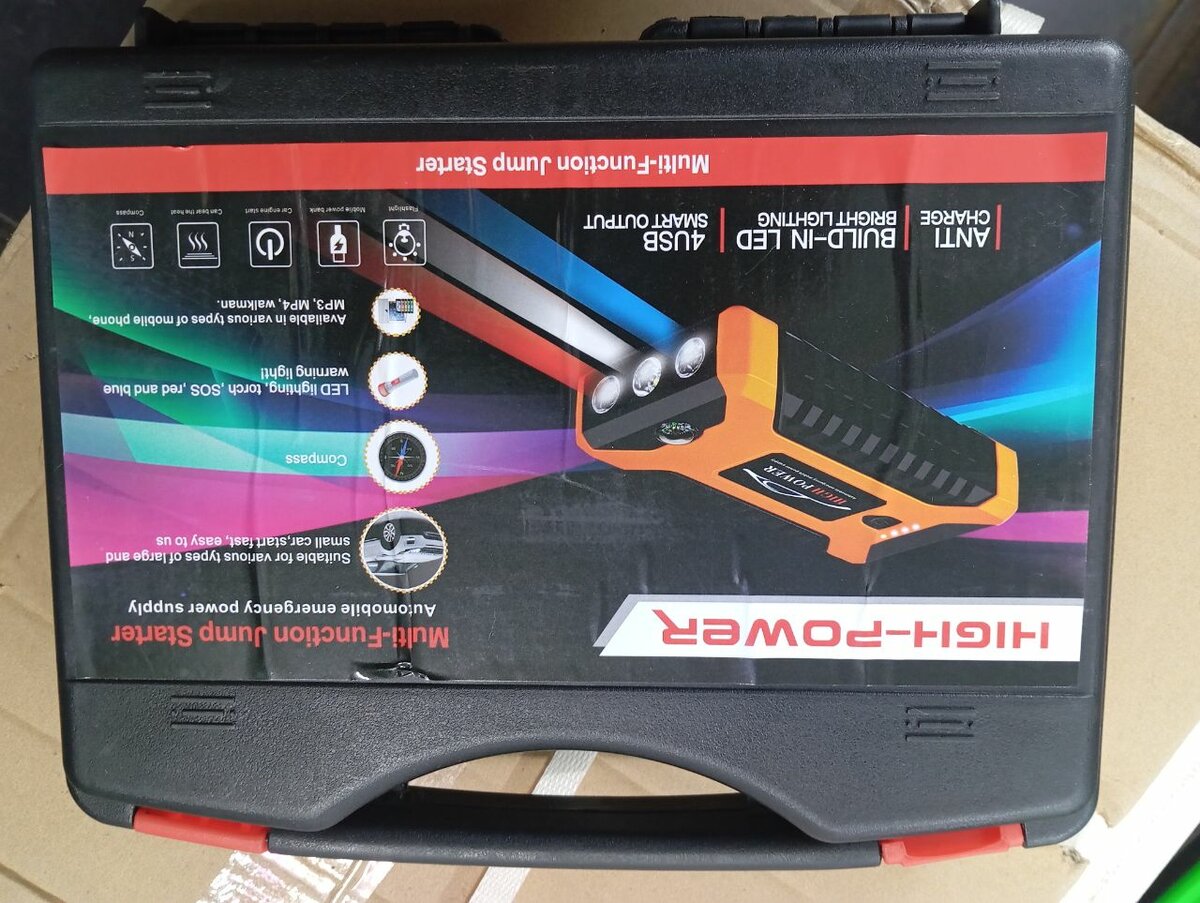 HIGH-POWER
Multi-Function Jump Starter
Automobile emergency power supply
Suitable for various types of large and
small car,start fast, easy to us
Compass
LED lighting, torch ,SOS ,red and blue
warning light!
Available in various types of mobile phone,
MP3, MP4, walkman.
HIGH POWER
ANTI
CHARGE
BUILD-IN LED
BRIGHT LIGHTING
4USB
SMART OUTPUT
Flashlight
Mobile power bank
Car engine start
Can bear the heat
Compass
S
N
Multi-Function Jump Starter